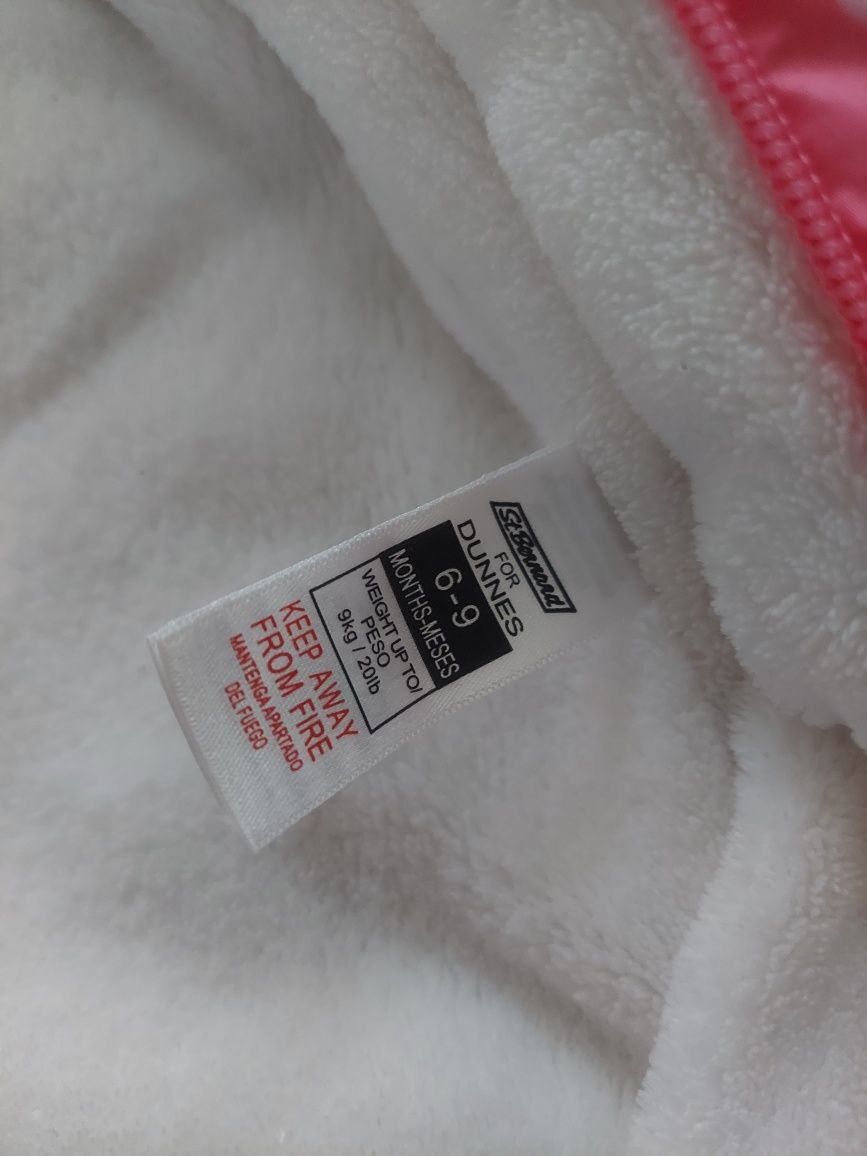 St.Bernard
FOR
DUNNES
6-9
MONTHS-MESES
WEIGHT UP TO/
PESO
9kg / 20lb
KEEP AWAY
FROM FIRE
MANTENGA APARTADO
DEL FUEGO